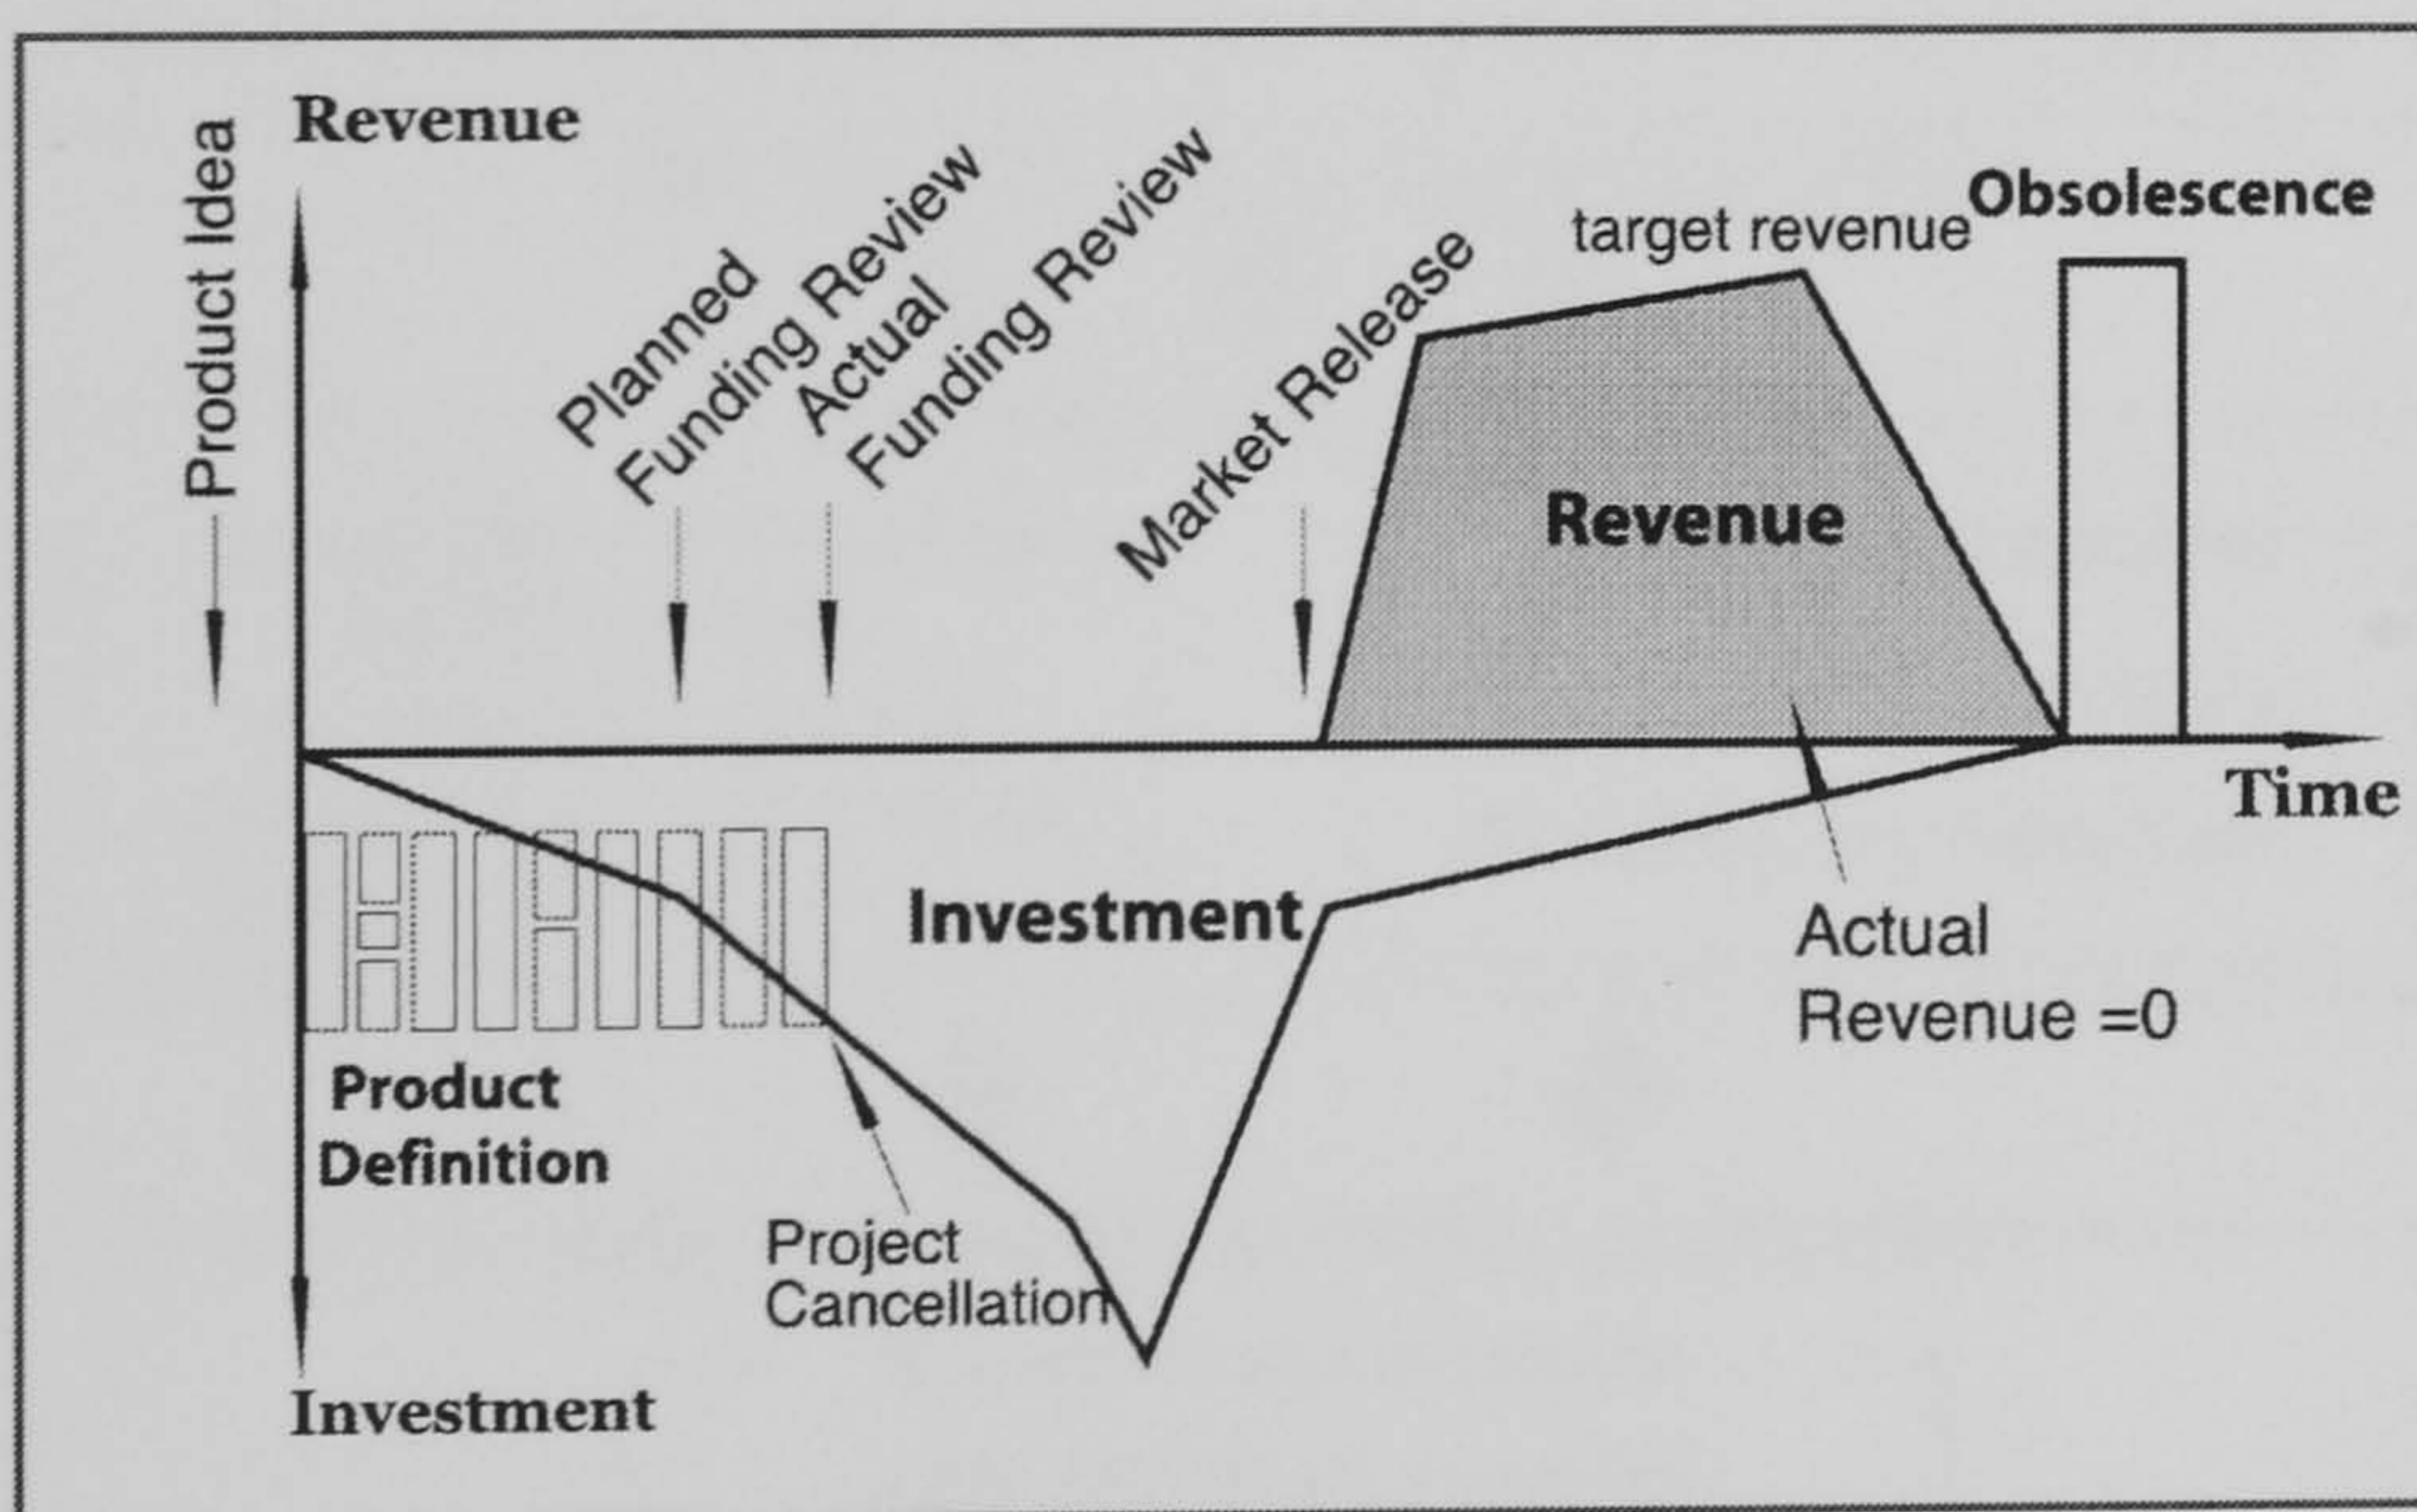 Revenue
Product Idea
Planned
Funding Review
Actual
Funding Review
Market Release
target revenue
Obsolescence
Revenue
Time
Investment
Actual
Revenue =0
Product
Definition
Project
Cancellation
Investment